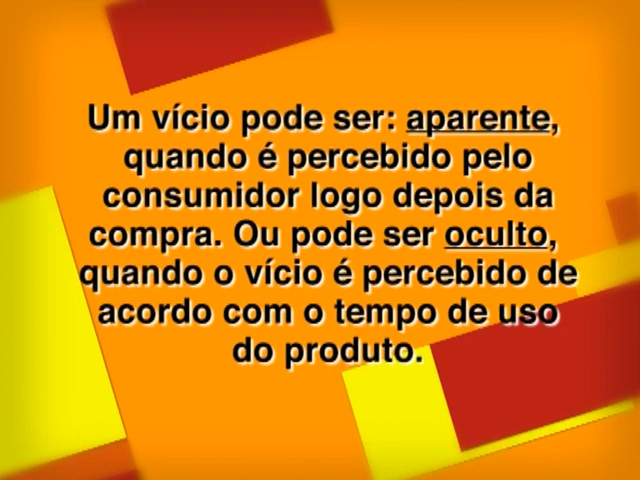 Um vício pode ser: aparente,
quando é percebido pelo
consumidor logo depois da
compra. Ou pode ser oculto,
quando o vício é percebido de
acordo com o tempo de uso
do produto.